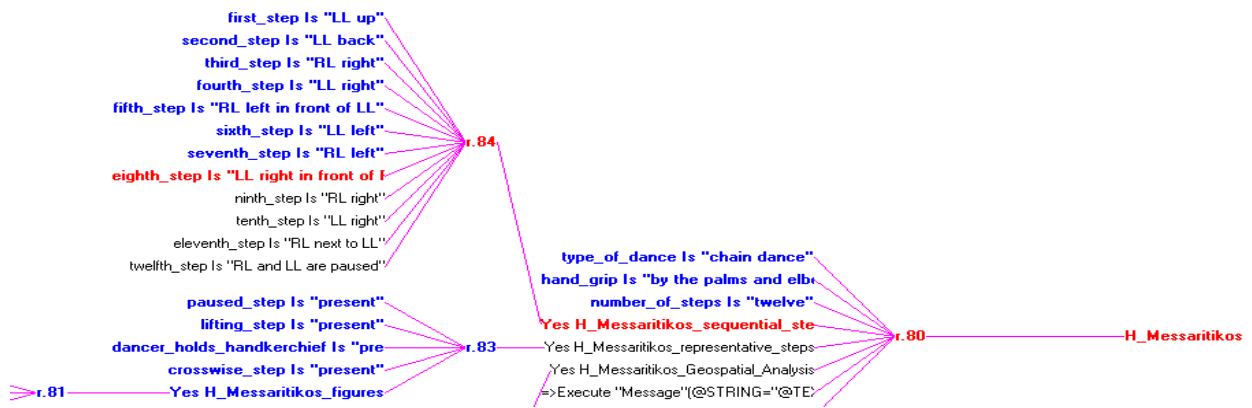 first_step Is "LL up"
second_step Is "LL back"
third_step Is "RL right"
fourth_step Is "LL right"
fifth_step Is "RL left in front of LL"
sixth_step Is "LL left"
seventh_step Is "RL left"
eighth_step Is "LL right in front of
ninth_step Is "RL right"
tenth_step Is "LL right"
eleventh_step Is "RL next to LL"
twelfth_step Is "RL and LL are paused"
r.84
type_of_dance Is "chain dance"
hand_grip Is "by the palms and
number_of_steps Is "twelve"
Yes H_Messaritikos_sequential_ste
Yes H_Messaritikos_representative_steps
Yes H_Messaritikos_Geospatial_Analysis
=>Execute "Message"(@STRING="@TE
r.80
H_Messaritikos
paused_step Is "present"
lifting_step Is "present"
dancer_holds_handkerchief Is "pre
crosswise_step Is "present"
Yes H_Messaritikos_figures
r.83
r.81